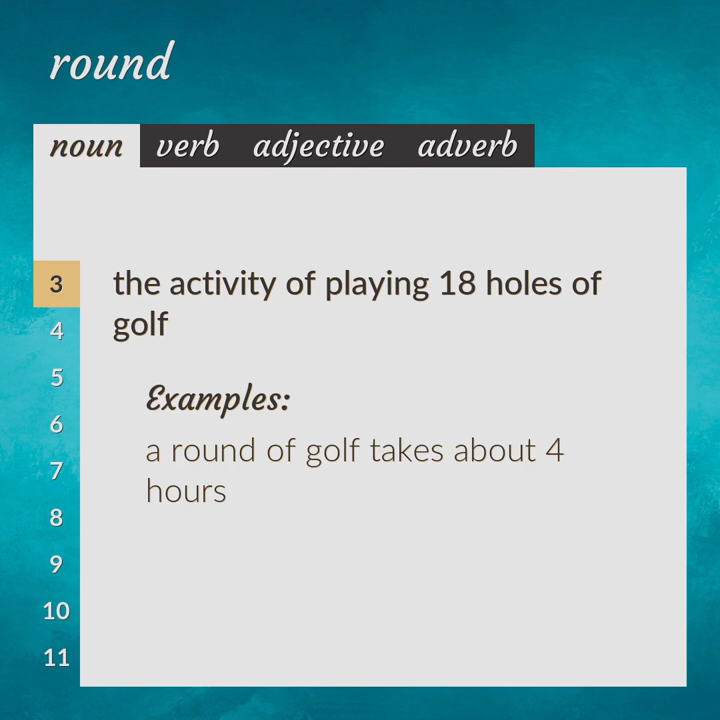 round
noun verb adjective adverb
3 the activity of playing 18 holes of
golf
4
5
Examples:
6
a round of golf takes about 4
7
hours
8
9
10
11